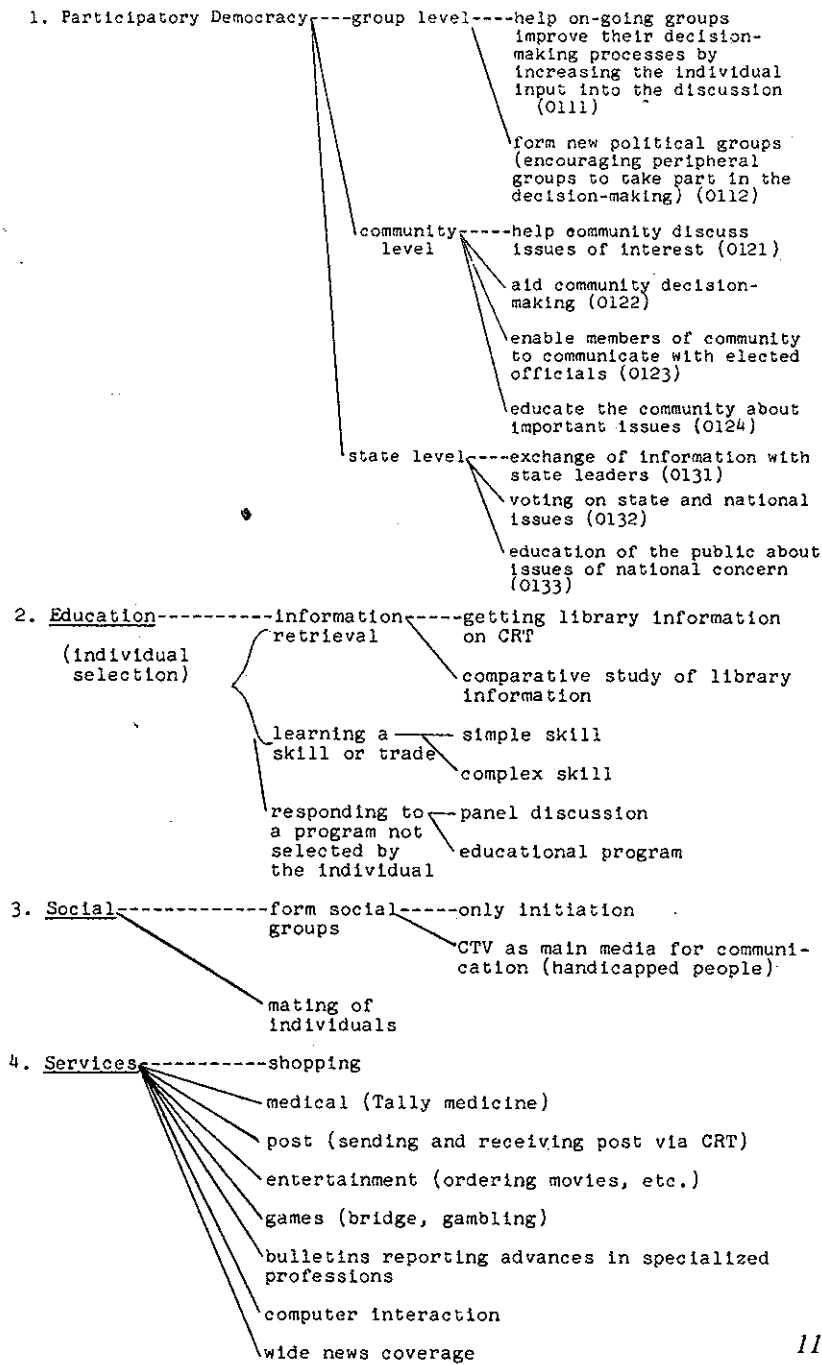 1. Participatory Democracy----group level----help on-going groups
improve their decision-
making processes by
increasing the individual
input into the discussion
(0111)
form new political groups
(encouraging peripheral
groups to take part in the
decision-making) (0112)
community-----help community discuss
level issues of interest (0121)
aid community decision-
making (0122)
enable members of community
to communicate with elected
officials (0123)
educate the community about
important issues (0124)
state level----exchange of information with
state leaders (0131)
voting on state and national
issues (0132)
education of the public about
issues of national concern
(0133)
2. Education-----------information-----getting library information
retrieval on CRT
(individual
selection)
comparative study of library
information
learning a simple skill
skill or trade
complex skill
responding to --panel discussion
a program not
selected by educational program
the individual
3. Social------------form social-----only initiation
groups
CTV as main media for communi-
cation (handicapped people)
mating of
individuals
4. Services-----------shopping
medical (Tally medicine)
post (sending and receiving post via CRT)
entertainment (ordering movies, etc.)
games (bridge, gambling)
bulletins reporting advances in specialized
professions
computer interaction
wide news coverage
11